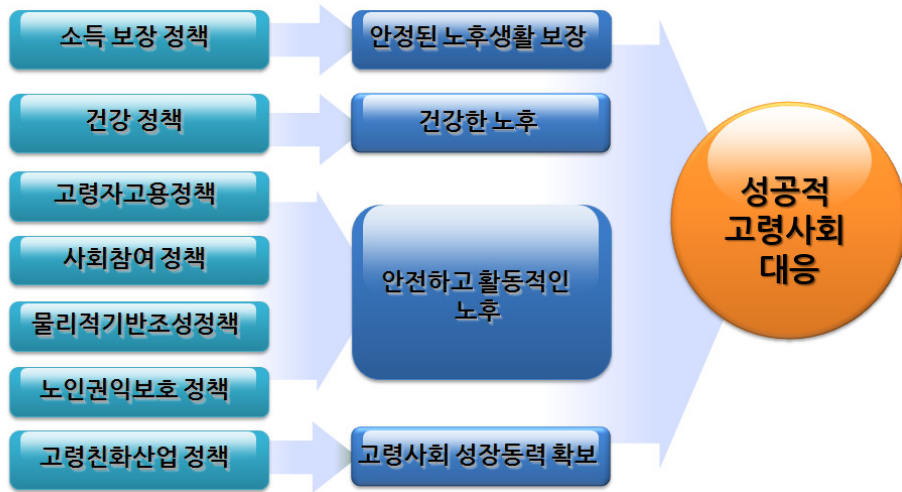 소득 보장 정책
안정된 노후생활 보장
건강 정책
건강한 노후
고령자고용정책
사회참여 정책
물리적기반조성정책
노인권익보호 정책
안전하고 활동적인
노후
고령친화산업 정책
고령사회 성장동력 확보
성공적
고령사회
대응